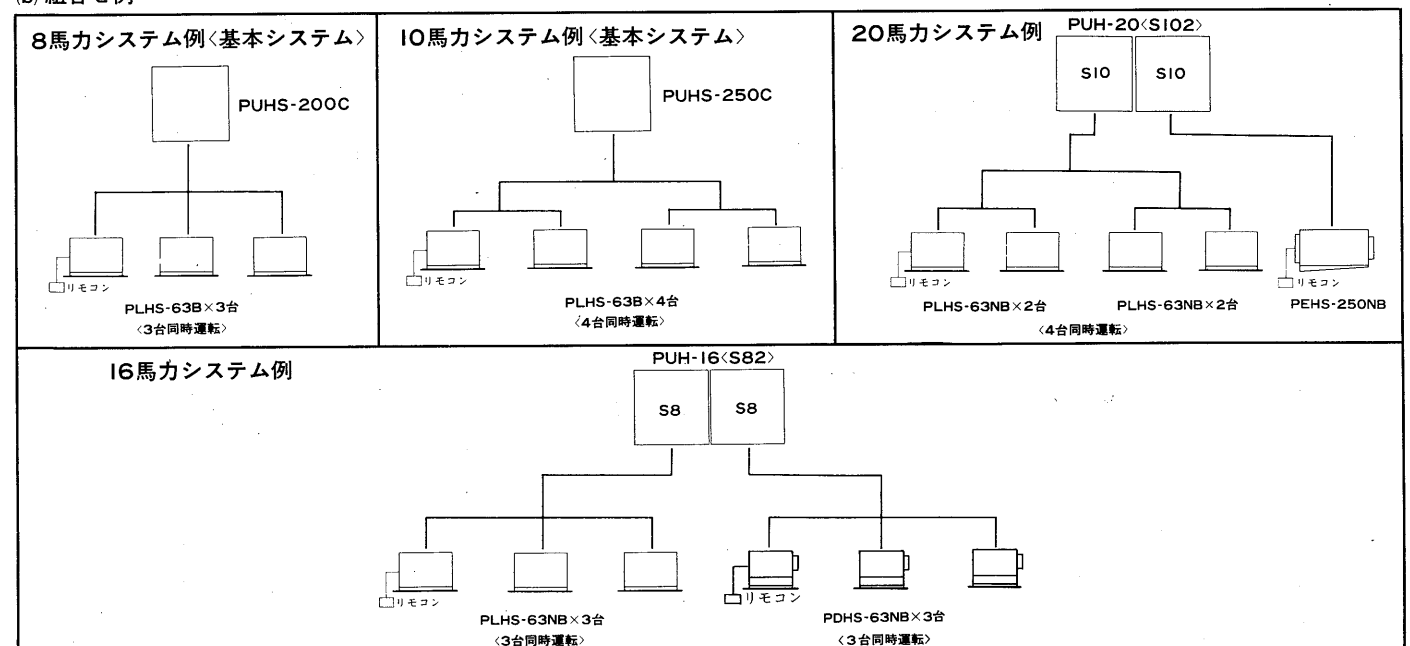 (b) 組合せ例
8馬力システム例〈基本システム〉
PUHS-200C
リモコン
PLHS-63B×3台
〈3台同時運転〉
10馬力システム例〈基本システム〉
PUHS-250C
リモコン
PLHS-63B×4台
〈4台同時運転〉
20馬力システム例
PUH-20〈S102〉
S10 S10
リモコン
リモコン
PLHS-63NB×2台 PLHS-63NB×2台 PEHS-250NB
〈4台同時運転〉
16馬力システム例
PUH-16〈S82〉
S8 S8
リモコン
リモコン
PLHS-63NB×3台 PDHS-63NB×3台
〈3台同時運転〉 〈3台同時運転〉